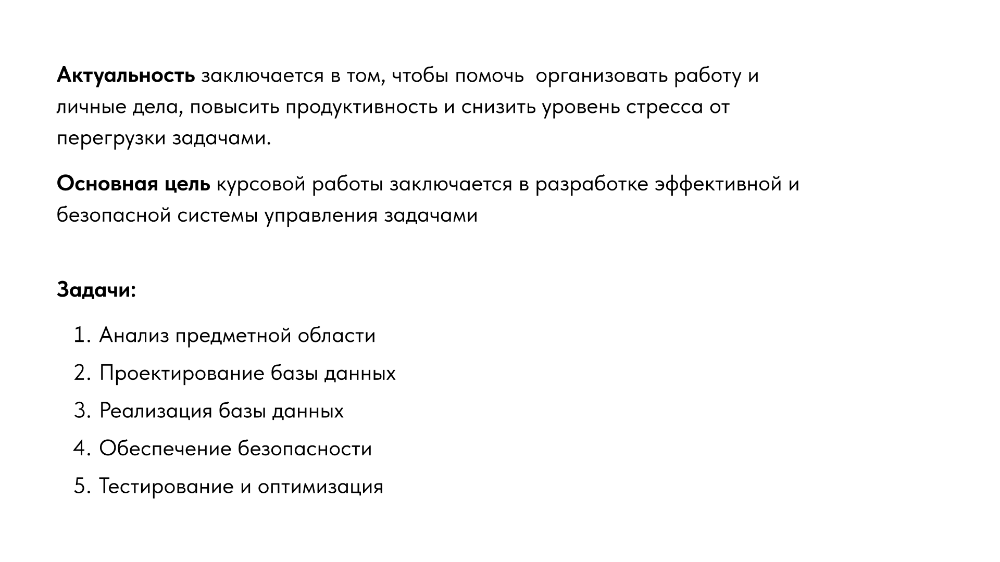 Актуальность заключается в том, чтобы помочь  организовать работу и
личные дела, повысить продуктивность и снизить уровень стресса от
перегрузки задачами.
Основная цель курсовой работы заключается в разработке эффективной и
безопасной системы управления задачами
Задачи:
1. Анализ предметной области
2. Проектирование базы данных
3. Реализация базы данных
4. Обеспечение безопасности
5. Тестирование и оптимизация